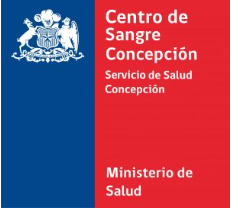 Centro de
Sangre
Concepción
Servicio de Salud
Concepción
Ministerio de
Salud